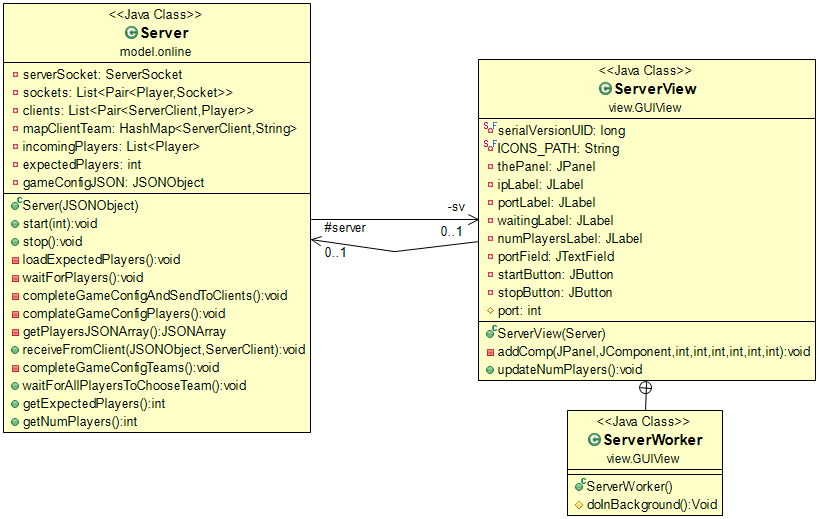 <<Java Class>>
Server
model.online
serverSocket: ServerSocket
sockets: List<Pair<Player,Socket>>
clients: List<Pair<ServerClient,Player>>
mapClientTeam: HashMap<ServerClient,String>
incomingPlayers: List<Player>
expectedPlayers: int
gameConfigJSON: JSONObject
Server(JSONObject)
start(int):void
stop():void
loadExpectedPlayers():void
waitForPlayers():void
completeGameConfigAndSendToClients():void
complateGameConfigPlayers():void
getPlayersJSONArray():JSONArray
receiveFromClient(JSONObject,ServerClient):void
completeGameConfigTeams():void
waitForAllPlayersToChooseTeam():void
getExpectedPlayers():int
getNumPlayers():int
-sv
0..1
#server
0..1
<<Java Class>>
ServerView
view.GUIView
serialVersionUID: long
ICONS_PATH: String
thePanel: JPanel
ipLabel: JLabel
portLabel: JLabel
waitingLabel: JLabel
numPlayersLabel: JLabel
portField: JTextField
startButton: JButton
stopButton: JButton
port: int
ServerView(Server)
addComp(JPanel,JComponent,int,int,int,int,int,int):void
updateNumPlayers():void
<<Java Class>>
ServerWorker
view.GUIView
ServerWorker()
doInBackground():Void